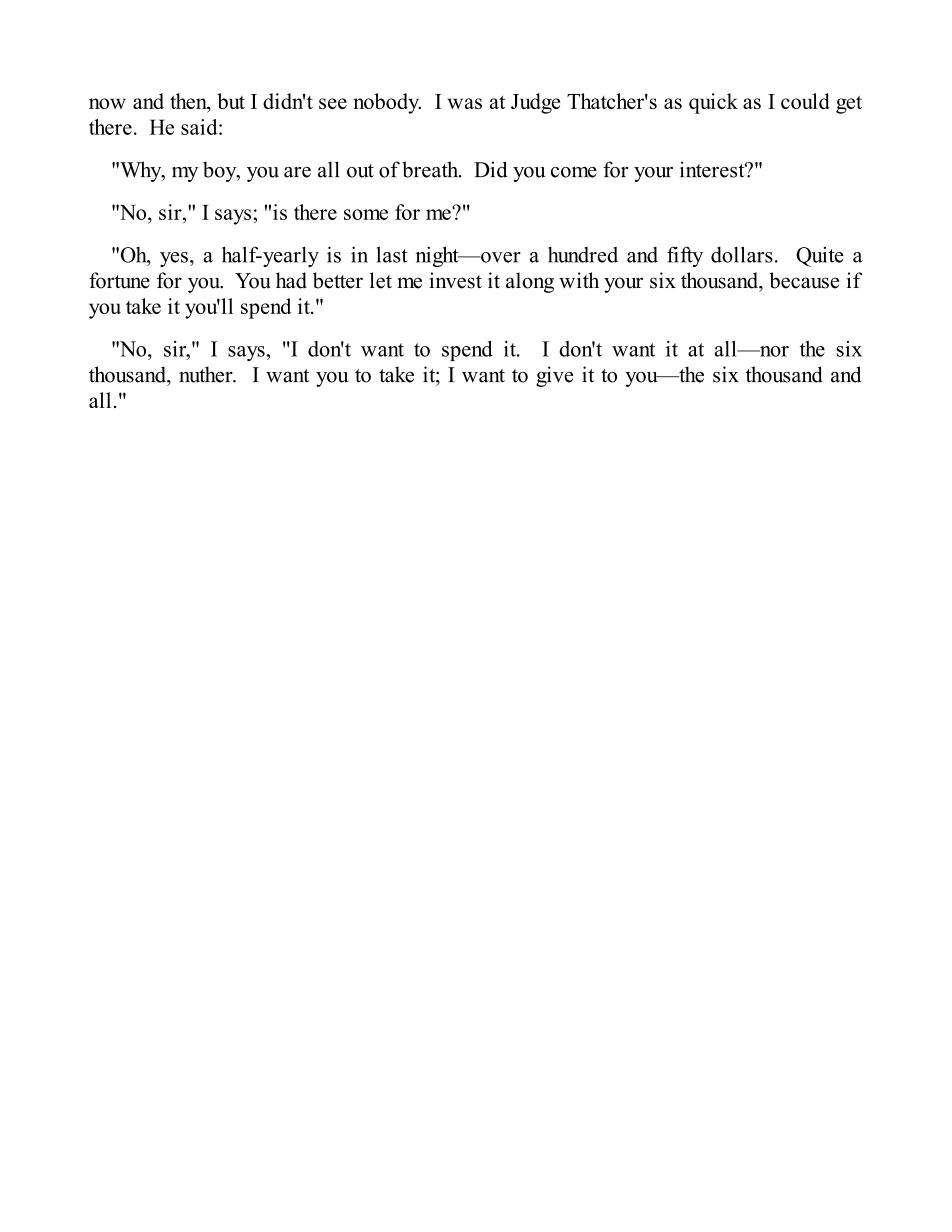 now and then, but I didn't see nobody.  I was at Judge Thatcher's as quick as I could get
there.  He said:
"Why, my boy, you are all out of breath.  Did you come for your interest?"
"No, sir," I says; "is there some for me?"
"Oh, yes, a half-yearly is in last night—over a hundred and fifty dollars.  Quite a
fortune for you.  You had better let me invest it along with your six thousand, because if
you take it you'll spend it."
"No, sir," I says, "I don't want to spend it.  I don't want it at all—nor the six
thousand, nuther.  I want you to take it; I want to give it to you—the six thousand and
all."